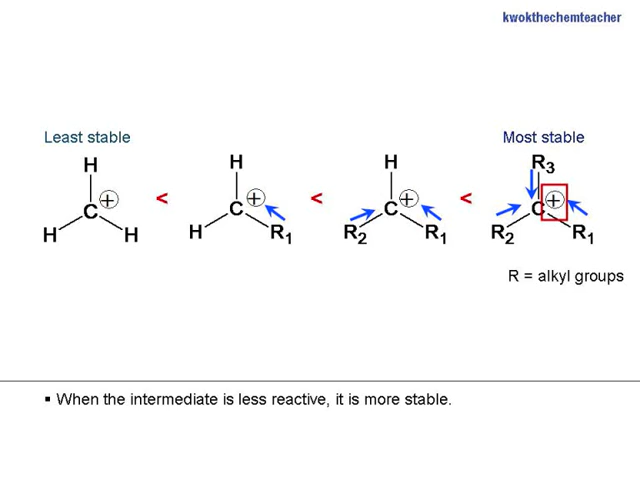 kwokthechemteacher
Least stable
Most stable
H H H R3
C + < C + < C + < C +
H H H R1 R2 R1 R2 R1
R = alkyl groups
▪ When the intermediate is less reactive, it is more stable.